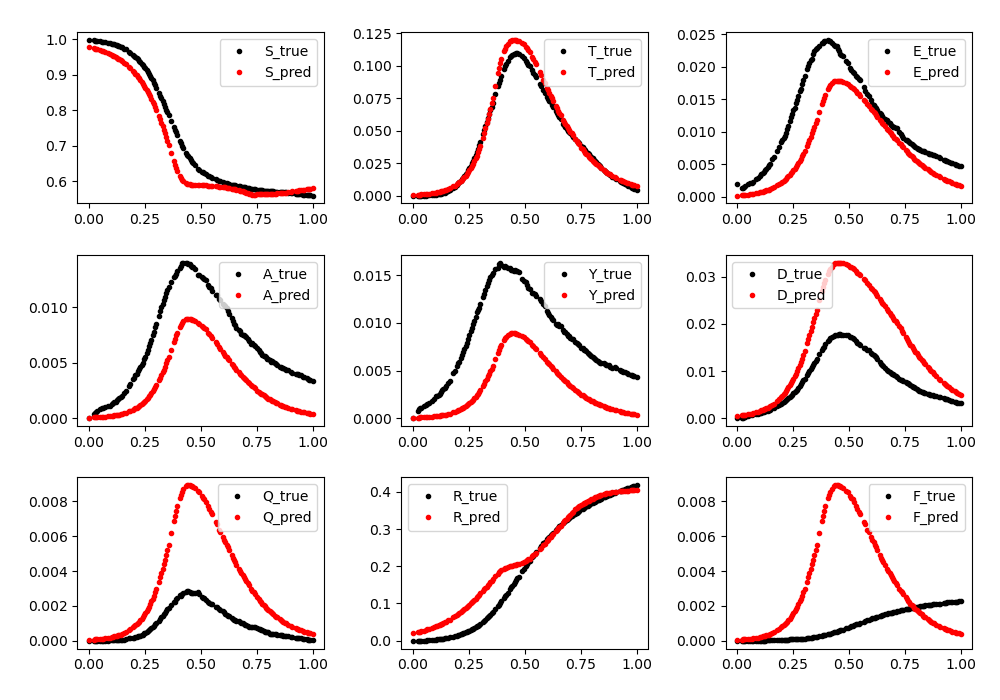 1.0
0.9
0.8
0.7
0.6
S_true
S_pred
0.00 0.25 0.50 0.75 1.00
0.125
0.100
0.075
0.050
0.025
0.000
T_true
T_pred
0.00 0.25 0.50 0.75 1.00
0.025
0.020
0.015
0.010
0.005
0.000
E_true
E_pred
0.00 0.25 0.50 0.75 1.00
0.010
0.005
0.000
A_true
A_pred
0.00 0.25 0.50 0.75 1.00
0.015
0.010
0.005
0.000
Y_true
Y_pred
0.00 0.25 0.50 0.75 1.00
0.03
0.02
0.01
0.00
D_true
D_pred
0.00 0.25 0.50 0.75 1.00
0.008
0.006
0.004
0.002
0.000
Q_true
Q_pred
0.00 0.25 0.50 0.75 1.00
0.4
0.3
0.2
0.1
0.0
R_true
R_pred
0.00 0.25 0.50 0.75 1.00
0.008
0.006
0.004
0.002
0.000
F_true
F_pred
0.00 0.25 0.50 0.75 1.00